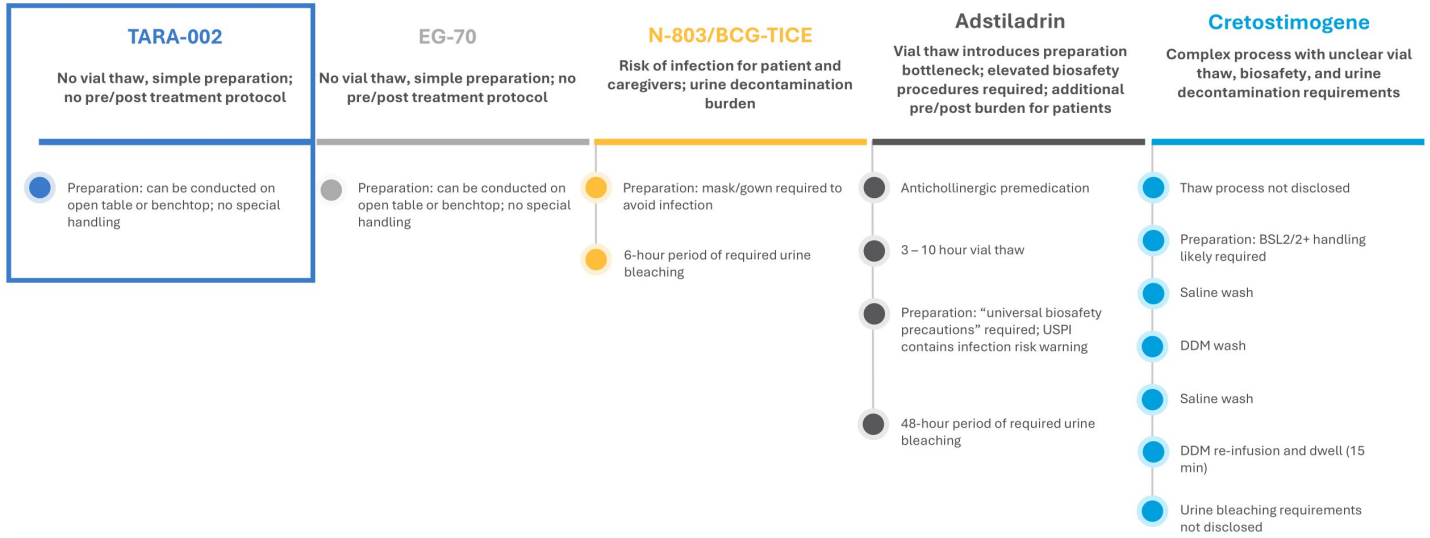 TARA-002
No vial thaw, simple preparation;
no pre/post treatment protocol
Preparation: can be conducted on
open table or benchtop; no special
handling
EG-70
No vial thaw, simple preparation; no
pre/post treatment protocol
Preparation: can be conducted on
open table or benchtop; no special
handling
N-803/BCG-TICE
Risk of infection for patient and
caregivers; urine decontamination
burden
Preparation: mask/gown required to
avoid infection
6-hour period of required urine
bleaching
Adstiladrin
Vial thaw introduces preparation
bottleneck; elevated biosafety
procedures required; additional
pre/post burden for patients
Antichollinergic premedication
3 – 10 hour vial thaw
Preparation: “universal biosafety
precautions” required; USPI
contains infection risk warning
48-hour period of required urine
bleaching
Cretostimogene
Complex process with unclear vial
thaw, biosafety, and urine
decontamination requirements
Thaw process not disclosed
Preparation: BSL2/2+ handling
likely required
Saline wash
DDM wash
Saline wash
DDM re-infusion and dwell (15
min)
Urine bleaching requirements
not disclosed